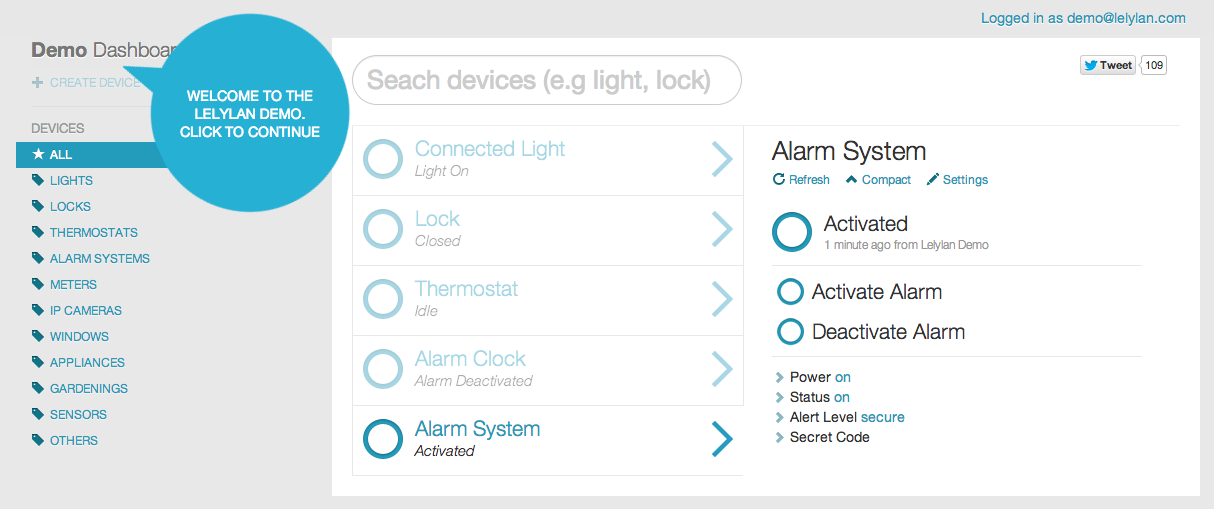 Logged in as demo@lelylan.com
Demo Dashboar
CREATE DEVICE
WELCOME TO THE
LELYLAN DEMO.
CLICK TO CONTINUE
DEVICES
ALL
LIGHTS
LOCKS
THERMOSTATS
ALARM SYSTEMS
METERS
IP CAMERAS
WINDOWS
APPLIANCES
GARDENINGS
SENSORS
OTHERS
Seach devices (e.g light, lock)
Connected Light
Light On
Lock
Closed
Thermostat
Idle
Alarm Clock
Alarm Deactivated
Alarm System
Activated
Tweet 109
Alarm System
Refresh Compact Settings
Activated
1 minute ago from Lelylan Demo
Activate Alarm
Deactivate Alarm
Power on
Status on
Alert Level secure
Secret Code